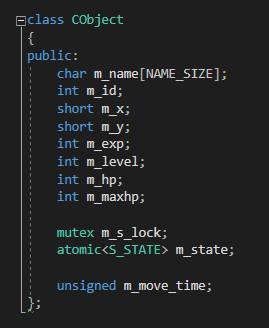 class CObject
{
public:
char m_name[NAME_SIZE];
int m_id;
short m_x;
short m_y;
int m_exp;
int m_level;
int m_hp;
int m_maxhp;
mutex m_s_lock;
atomic<S_STATE> m_state;
unsigned m_move_time;
};